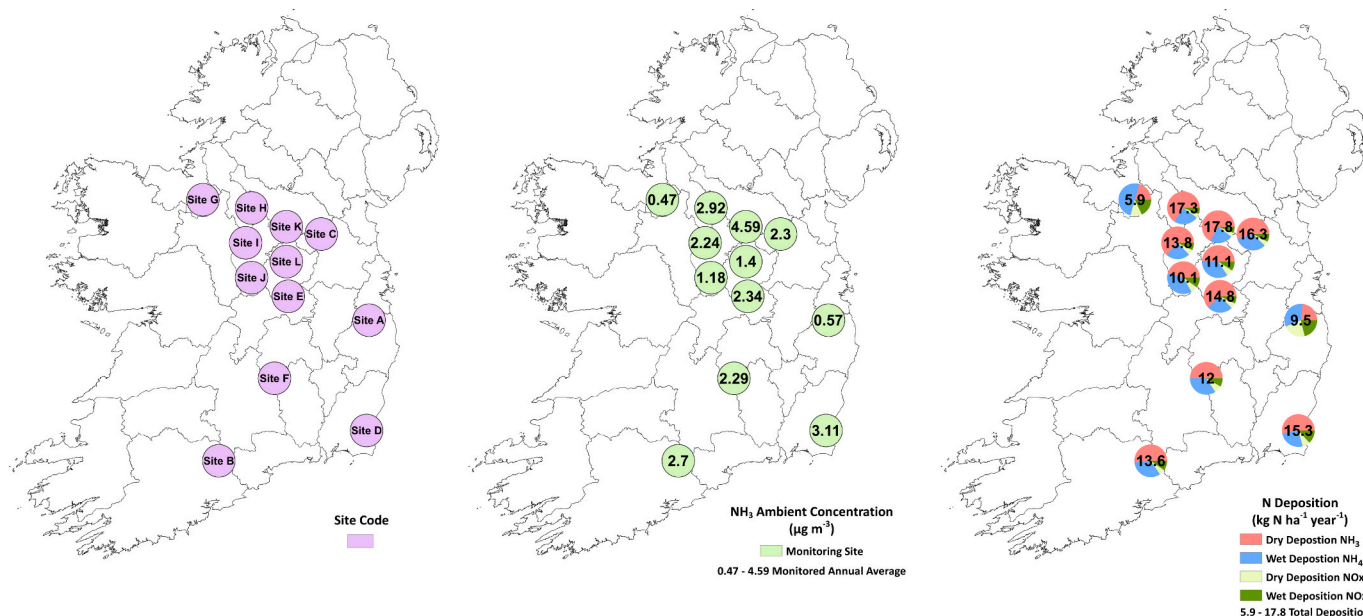 Site G
Site H
Site K
Site C
Site I
Site L
Site J
Site E
Site A
Site F
Site D
Site B
Site Code
0.47
2.92
4.59
2.3
2.24
1.4
1.18
2.34
0.57
2.29
3.11
2.7
NH₃ Ambient Concentration
(µg m⁻³)
Monitoring Site
0.47 - 4.59 Monitored Annual Average
5.9
17.3
17.8
16.3
13.8
11.1
10.1
14.8
9.5
12
15.3
13.6
N Deposition
(kg N ha⁻¹ year⁻¹)
Dry Depostion NH₃
Wet Depostion NH₄
Dry Deposition NOx
Wet Deposition NO
5.9 - 17.8 Total Depositio